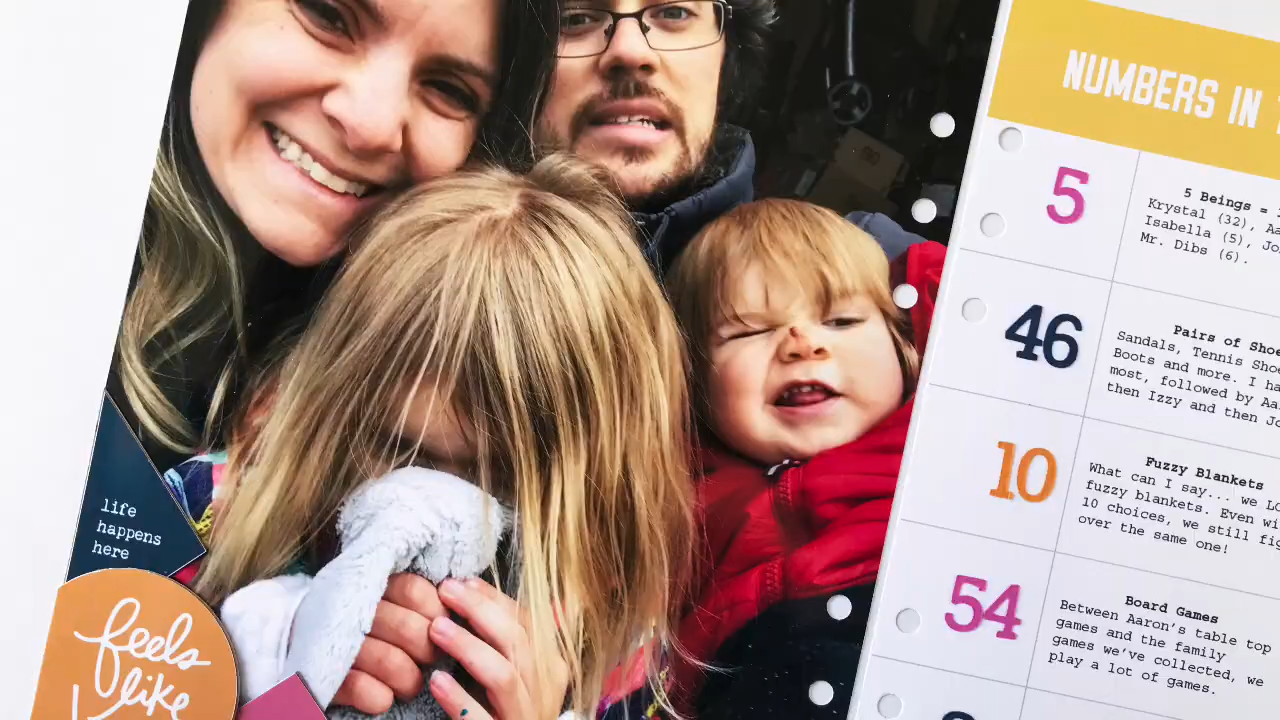 life
happens
here
feels
like
NUMBERS IN
5
5 Beings =
Krystal (32),
Isabella (5),
Mr. Dibs (6).
46
Pairs of
Sandals, Tennis
Boots and more. I
most, followed by
then Izzy and then
10
Fuzzy Blankets
What can I say... we
fuzzy blankets. Even
10 choices, we still
over the same one!
54
Board Games
Between Aaron's table top
games and the family
games we've collected, we
play a lot of games.